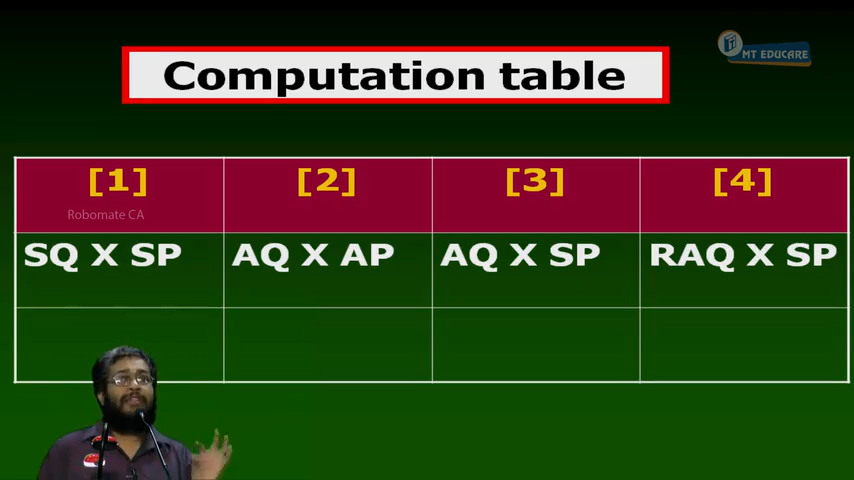 MT EDUCARE
Computation table
[1] [2] [3] [4]
Robomate CA
SQ X SP AQ X AP AQ X SP RAQ X SP